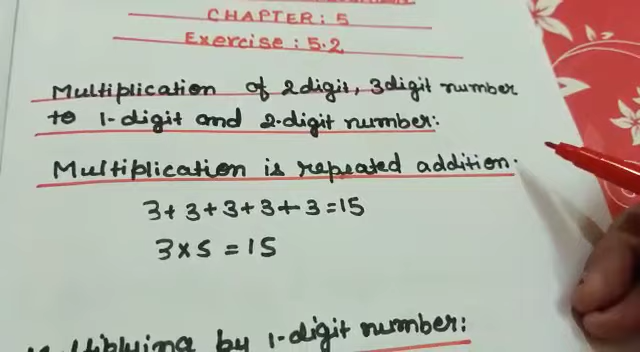 CHAPTER: 5
Exercise: 5.2
Multiplication of 2digit, 3digit number
to 1-digit and 2-digit number:
Multiplication is repeated addition.
3+3+3+3+3=15
3×5=15
Multiplying by 1-digit number: